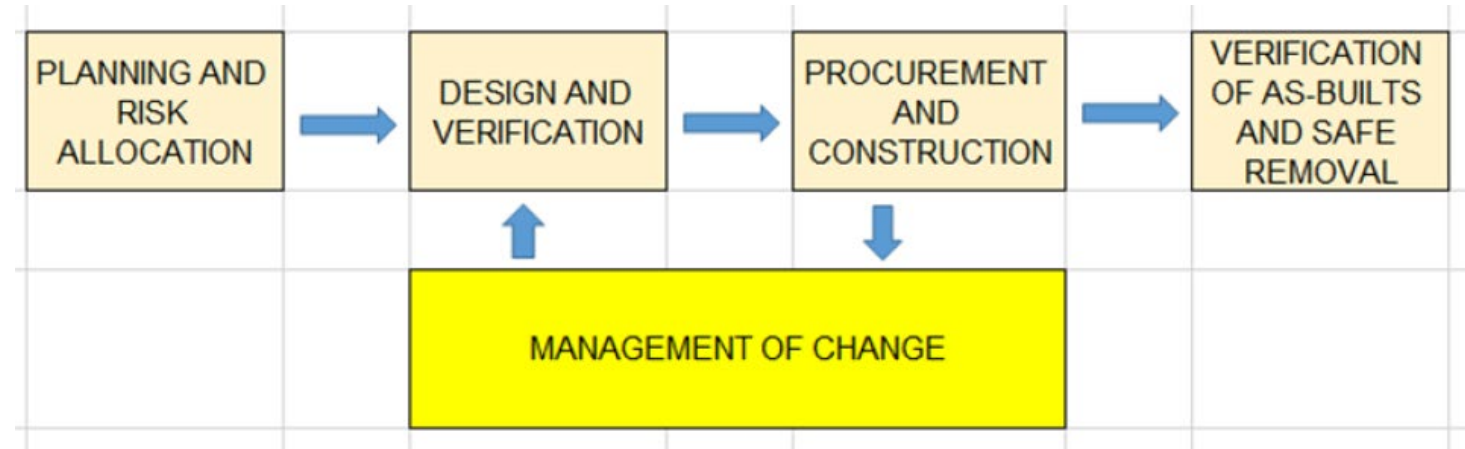 PLANNING AND
RISK
ALLOCATION
DESIGN AND
VERIFICATION
PROCUREMENT
AND
CONSTRUCTION
VERIFICATION
OF AS-BUILTS
AND SAFE
REMOVAL
MANAGEMENT OF CHANGE